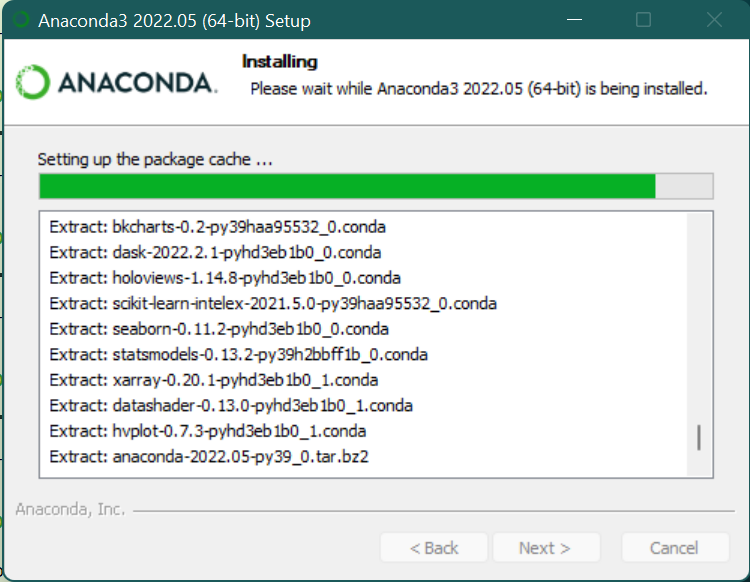 Anaconda3 2022.05 (64-bit) Setup
Installing
ANACONDA.
Please wait while Anaconda3 2022.05 (64-bit) is being installed.
Setting up the package cache ...
Extract: bkcharts-0.2-py39haa95532_0.conda
Extract: dask-2022.2.1-pyhd3eb1b0_0.conda
Extract: holoviews-1.14.8-pyhd3eb1b0_0.conda
Extract: scikit-learn-intelex-2021.5.0-py39haa95532_0.conda
Extract: seaborn-0.11.2-pyhd3eb1b0_0.conda
Extract: statsmodels-0.13.2-py39h2bbff1b_0.conda
Extract: xarray-0.20.1-pyhd3eb1b0_1.conda
Extract: datashader-0.13.0-pyhd3eb1b0_1.conda
Extract: hvplot-0.7.3-pyhd3eb1b0_1.conda
Extract: anaconda-2022.05-py39_0.tar.bz2
Anaconda, Inc.
< Back Next > Cancel